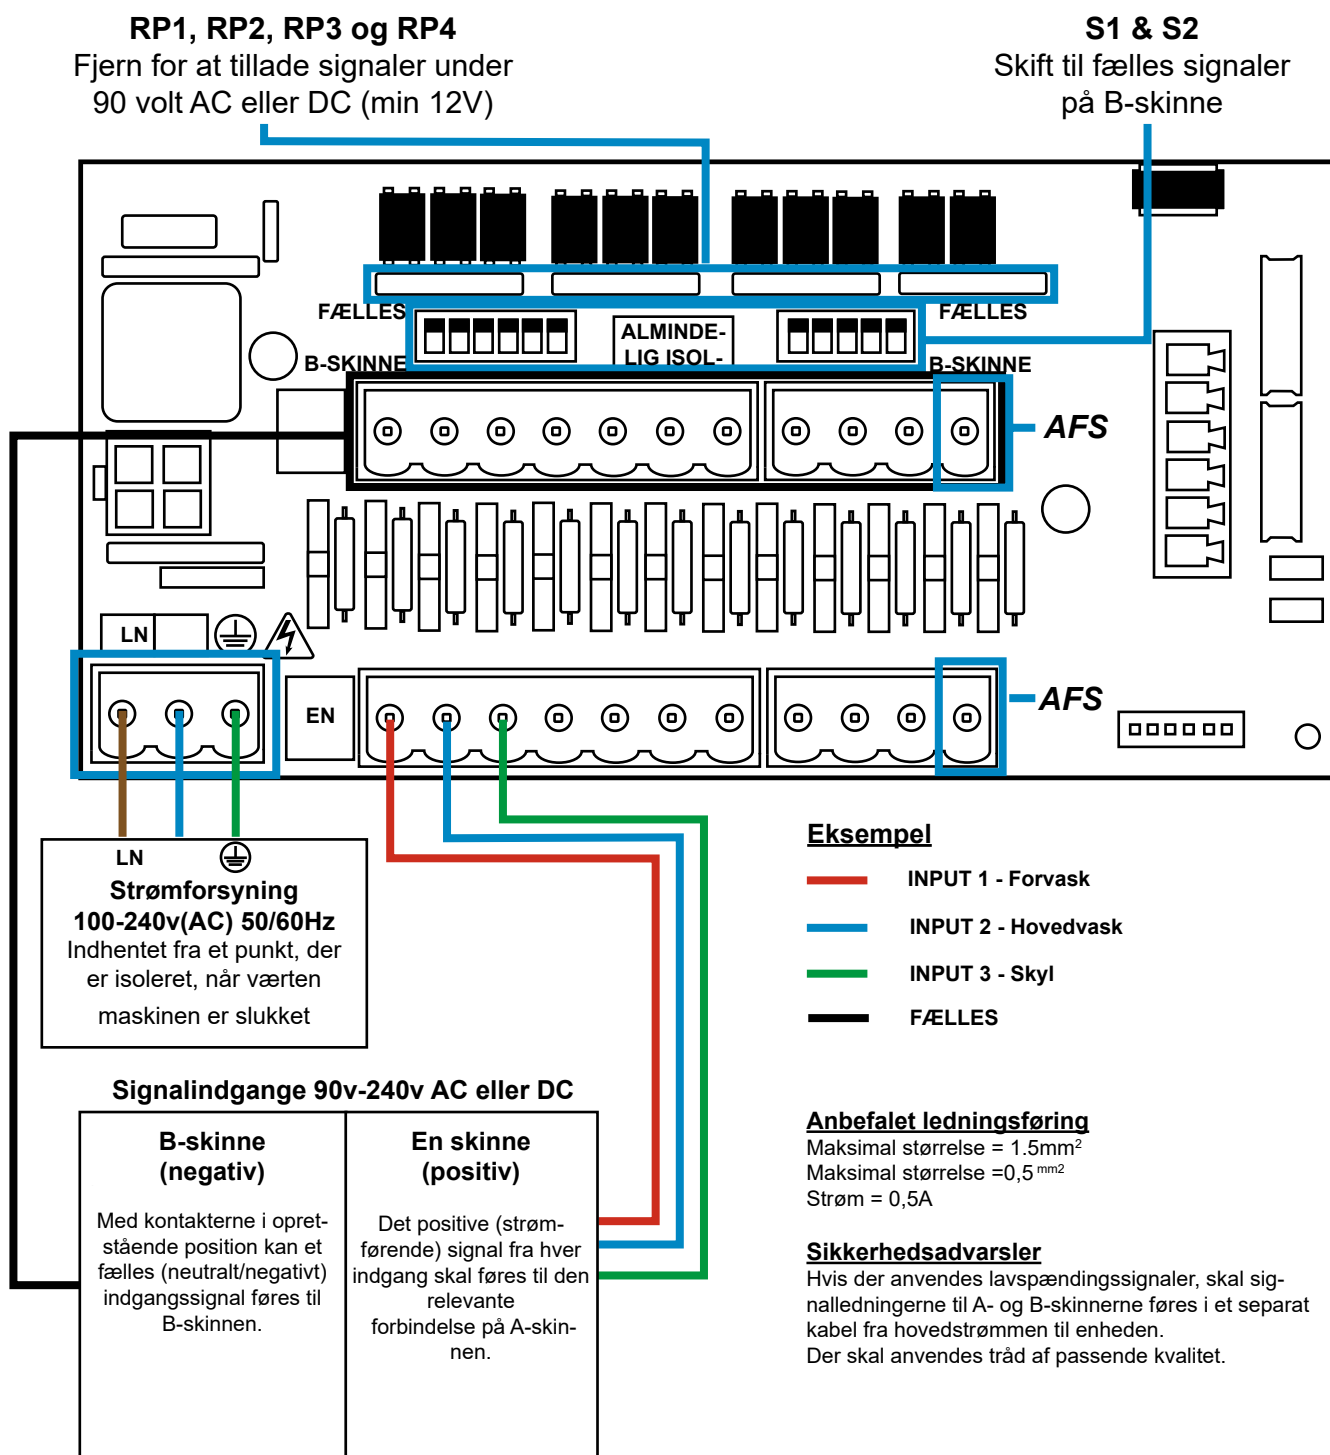 RP1, RP2, RP3 og RP4
Fjern for at tillade signaler under
90 volt AC eller DC (min 12V)
S1 & S2
Skift til fælles signaler
på B-skinne
FÆLLES
FÆLLES
ALMINDE-
LIG ISOL-
B-SKINNE
B-SKINNE
AFS
LN
EN
AFS
LN
Strømforsyning
100-240v(AC) 50/60Hz
Indhentet fra et punkt, der
er isoleret, når værten
maskinen er slukket
Eksempel
INPUT 1 - Forvask
INPUT 2 - Hovedvask
INPUT 3 - Skyl
FÆLLES
Signalindgange 90v-240v AC eller DC
B-skinne
(negativ)
Med kontakterne i opret-
stående position kan et
fælles (neutralt/negativt)
indgangssignal føres til
B-skinnen.
En skinne
(positiv)
Det positive (strøm-
førende) signal fra hver
indgang skal føres til den
relevante
forbindelse på A-skin-
nen.
Anbefalet ledningsføring
Maksimal størrelse = 1.5mm²
Maksimal størrelse =0,5 mm2
Strøm = 0,5A
Sikkerhedsadvarsler
Hvis der anvendes lavspændingssignaler, skal sig-
nalledningerne til A- og B-skinnerne føres i et separat
kabel fra hovedstrømmen til enheden.
Der skal anvendes tråd af passende kvalitet.